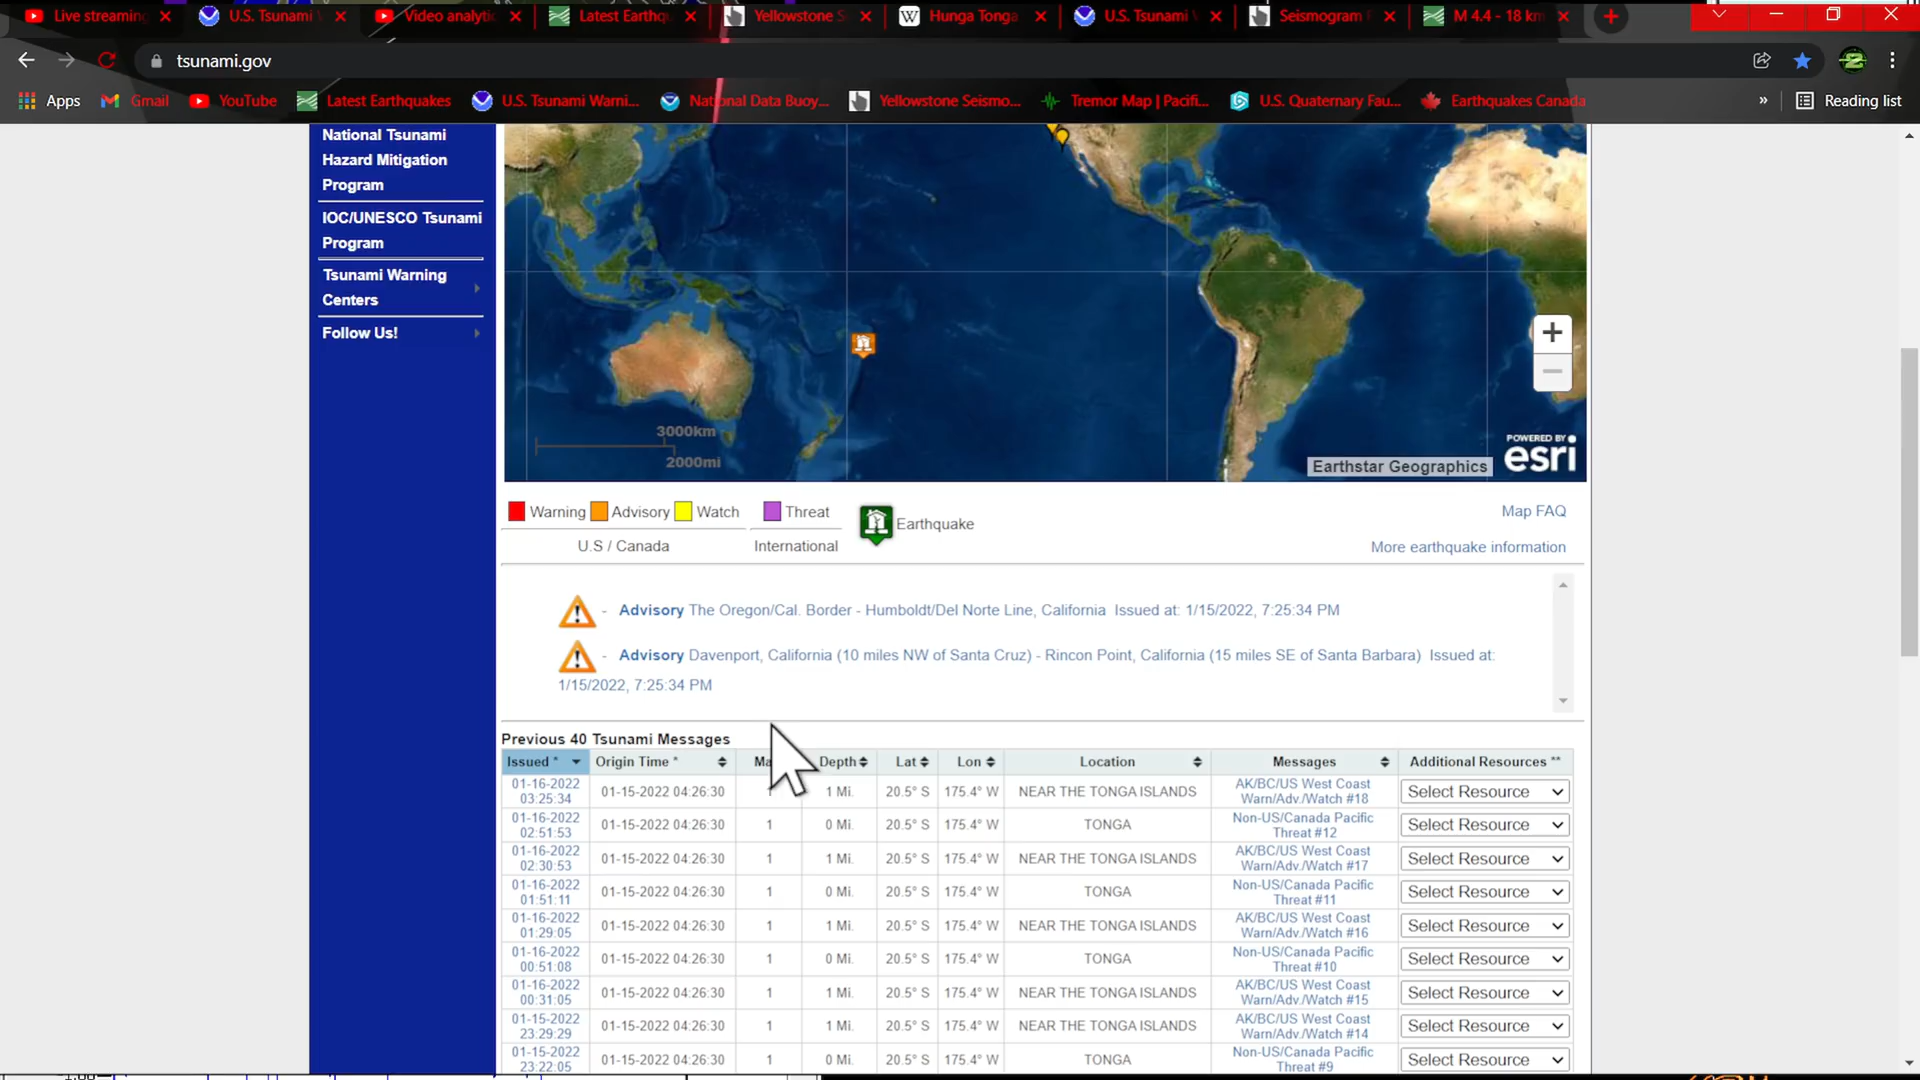 Live streaming
U.S. Tsunami
Video analytic
Latest Earthqu
Yellowstone S
Hunga Tonga
U.S. Tsunami
Seismogram
M 4.4 - 18 km
tsunami.gov
Apps
Gmail
YouTube
Latest Earthquakes
U.S. Tsunami Warni...
National Data Buoy...
Yellowstone Seismo...
Tremor Map | Pacifi...
U.S. Quaternary Fau...
Earthquakes Canada
»
Reading list
National Tsunami
Hazard Mitigation
Program
IOC/UNESCO Tsunami
Program
Tsunami Warning
Centers
Follow Us!
+
−
3000km
2000mi
POWERED BY
esri
Earthstar Geographics
Warning Advisory Watch Threat Earthquake
U.S / Canada International
Map FAQ
More earthquake information
- Advisory The Oregon/Cal. Border - Humboldt/Del Norte Line, California Issued at: 1/15/2022, 7:25:34 PM
- Advisory Davenport, California (10 miles NW of Santa Cruz) - Rincon Point, California (15 miles SE of Santa Barbara) Issued at:
1/15/2022, 7:25:34 PM
Previous 40 Tsunami Messages
Issued * Origin Time * Ma Depth Lat Lon Location Messages Additional Resources **
01-16-2022 03:25:34 01-15-2022 04:26:30 1 1 Mi. 20.5° S 175.4° W NEAR THE TONGA ISLANDS AK/BC/US West Coast Warn/Adv./Watch #18 Select Resource
01-16-2022 02:51:53 01-15-2022 04:26:30 1 0 Mi. 20.5° S 175.4° W TONGA Non-US/Canada Pacific Threat #12 Select Resource
01-16-2022 02:30:53 01-15-2022 04:26:30 1 1 Mi. 20.5° S 175.4° W NEAR THE TONGA ISLANDS AK/BC/US West Coast Warn/Adv./Watch #17 Select Resource
01-16-2022 01:51:11 01-15-2022 04:26:30 1 0 Mi. 20.5° S 175.4° W TONGA Non-US/Canada Pacific Threat #11 Select Resource
01-16-2022 01:29:05 01-15-2022 04:26:30 1 1 Mi. 20.5° S 175.4° W NEAR THE TONGA ISLANDS AK/BC/US West Coast Warn/Adv./Watch #16 Select Resource
01-16-2022 00:51:08 01-15-2022 04:26:30 1 0 Mi. 20.5° S 175.4° W TONGA Non-US/Canada Pacific Threat #10 Select Resource
01-16-2022 00:31:05 01-15-2022 04:26:30 1 1 Mi. 20.5° S 175.4° W NEAR THE TONGA ISLANDS AK/BC/US West Coast Warn/Adv./Watch #15 Select Resource
01-15-2022 23:29:29 01-15-2022 04:26:30 1 1 Mi. 20.5° S 175.4° W NEAR THE TONGA ISLANDS AK/BC/US West Coast Warn/Adv./Watch #14 Select Resource
01-15-2022 23:22:05 01-15-2022 04:26:30 1 0 Mi. 20.5° S 175.4° W TONGA Non-US/Canada Pacific Threat #9 Select Resource